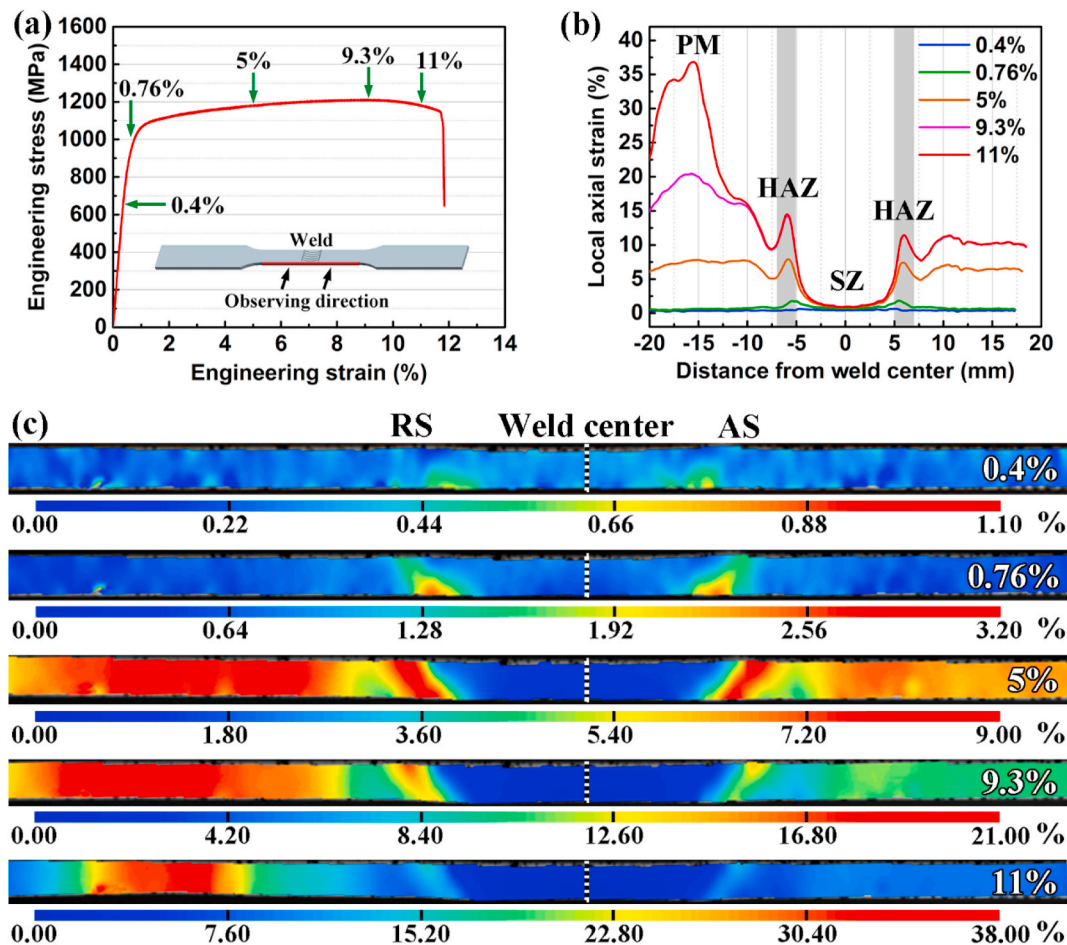 (a)
1600
1400
1200
1000
800
600
400
200
0
Engineering stress (MPa)
0.76%
5%
9.3%
11%
0.4%
Weld
Observing direction
0 2 4 6 8 10 12 14
Engineering strain (%)
(b)
40
35
30
25
20
15
10
5
0
Local axial strain (%)
PM
HAZ
SZ
HAZ
0.4%
0.76%
5%
9.3%
11%
-20 -15 -10 -5 0 5 10 15 20
Distance from weld center (mm)
(c)
RS Weld center AS
0.4%
0.00 0.22 0.44 0.66 0.88 1.10 %
0.76%
0.00 0.64 1.28 1.92 2.56 3.20 %
5%
0.00 1.80 3.60 5.40 7.20 9.00 %
9.3%
0.00 4.20 8.40 12.60 16.80 21.00 %
11%
0.00 7.60 15.20 22.80 30.40 38.00 %